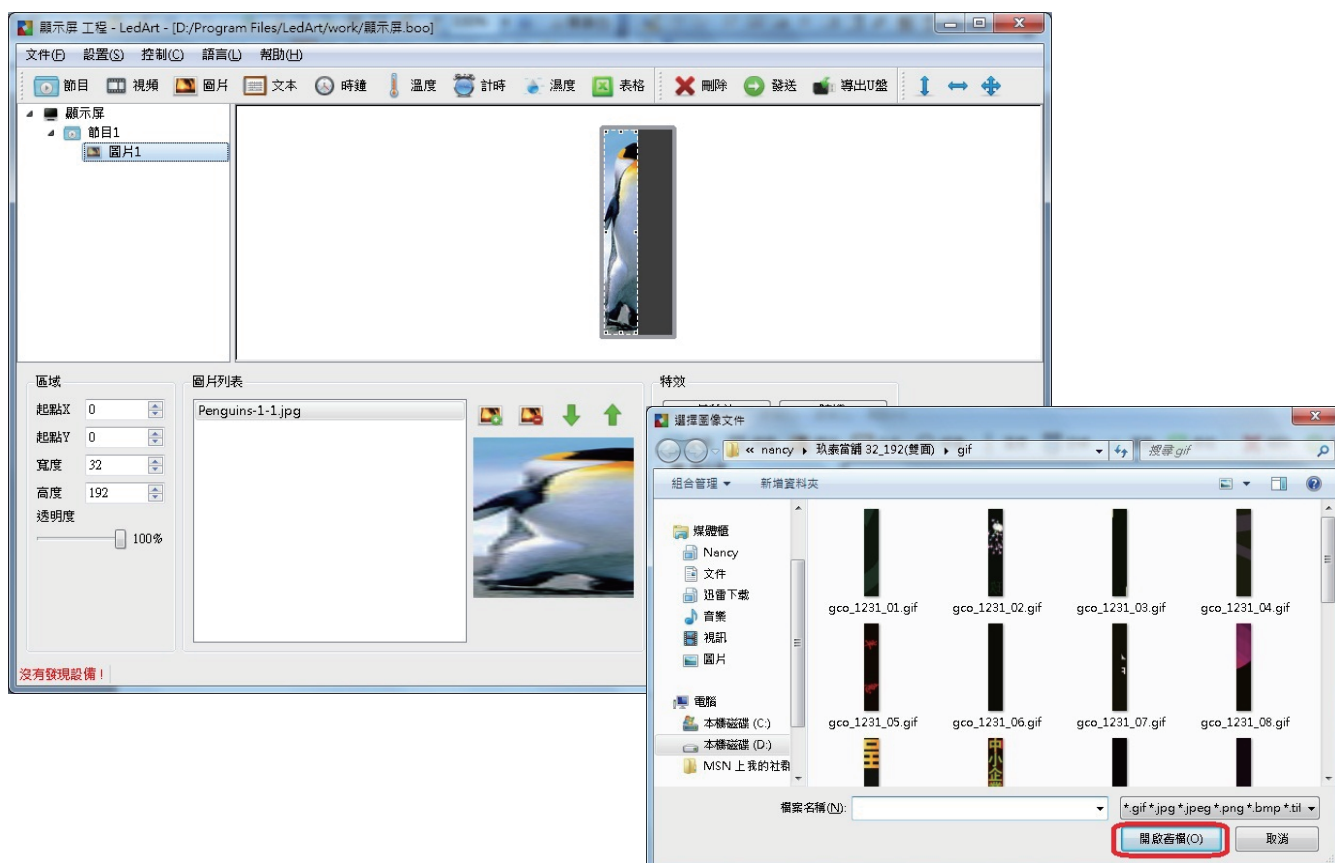 顯示屏 工程 - LedArt - [D:/Program Files/LedArt/work/顯示屏.boo]
文件(F) 設置(S) 控制(C) 語言(L) 幫助(H)
節目 視頻 圖片 文本 時鐘 溫度 計時 濕度 表格 刪除 發送 導出U盤
顯示屏
節目1
圖片1
區域
起點X 0
起點Y 0
寬度 32
高度 192
透明度
100%
圖片列表
Penguins-1-1.jpg
特效
沒有發現設備！
選擇圖像文件
« nancy 玖泰當舖 32_192(雙面) gif
搜尋 gif
組合管理 新增資料夾
媒體櫃
Nancy
文件
迅雷下載
音樂
視訊
圖片
電腦
本機磁碟 (C:)
本機磁碟 (D:)
MSN 上我的社群
gco_1231_01.gif gco_1231_02.gif gco_1231_03.gif gco_1231_04.gif
gco_1231_05.gif gco_1231_06.gif gco_1231_07.gif gco_1231_08.gif
中小企業
檔案名稱(N):
*.gif *.jpg *.jpeg *.png *.bmp *.tif
開啟舊檔(O) 取消